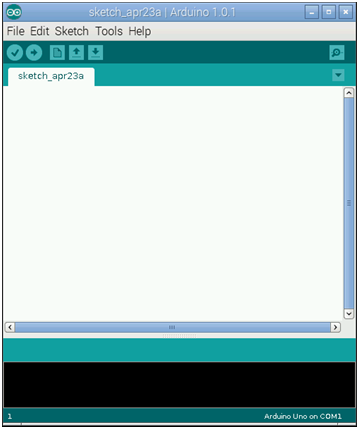 sketch_apr23a | Arduino 1.0.1
File Edit Sketch Tools Help
sketch_apr23a
1 Arduino Uno on COM1